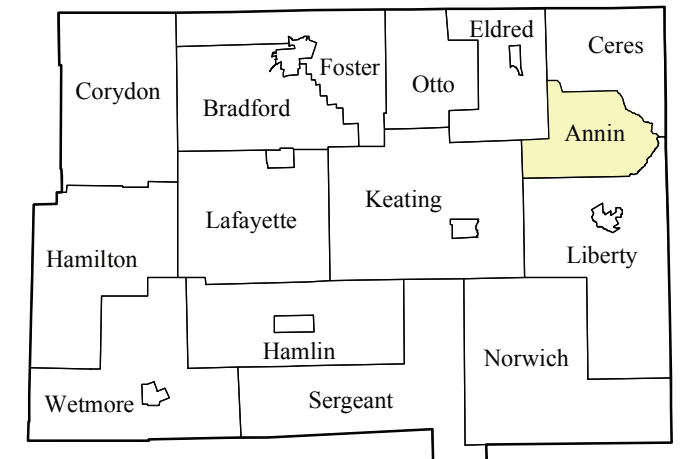 Eldred
Ceres
Foster
Otto
Corydon
Bradford
Annin
Keating
Lafayette
Hamilton
Liberty
Hamlin
Norwich
Wetmore
Sergeant